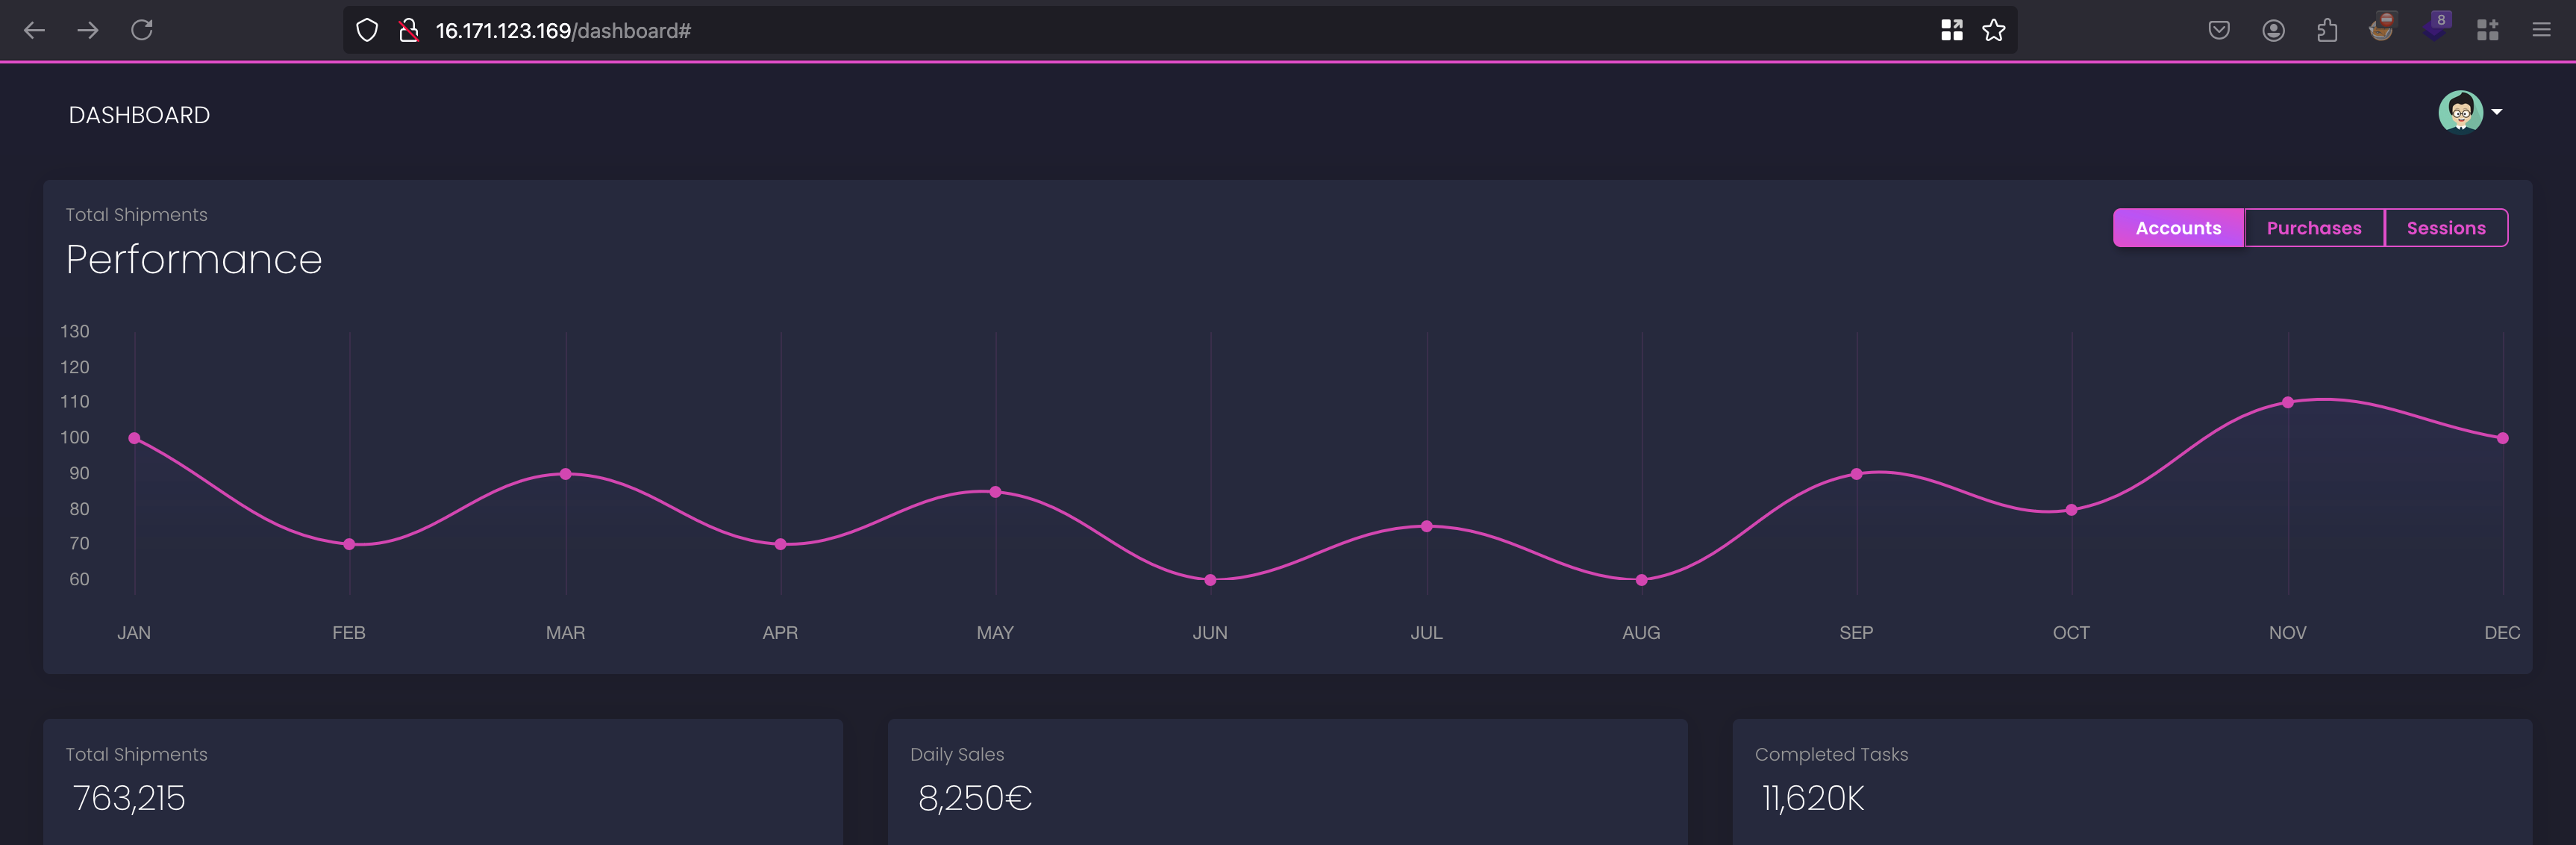 16.171.123.169/dashboard#
8
DASHBOARD
Total Shipments
Performance
Accounts Purchases Sessions
130
120
110
100
90
80
70
60
JAN FEB MAR APR MAY JUN JUL AUG SEP OCT NOV DEC
Total Shipments
763,215
Daily Sales
8,250€
Completed Tasks
11,620K